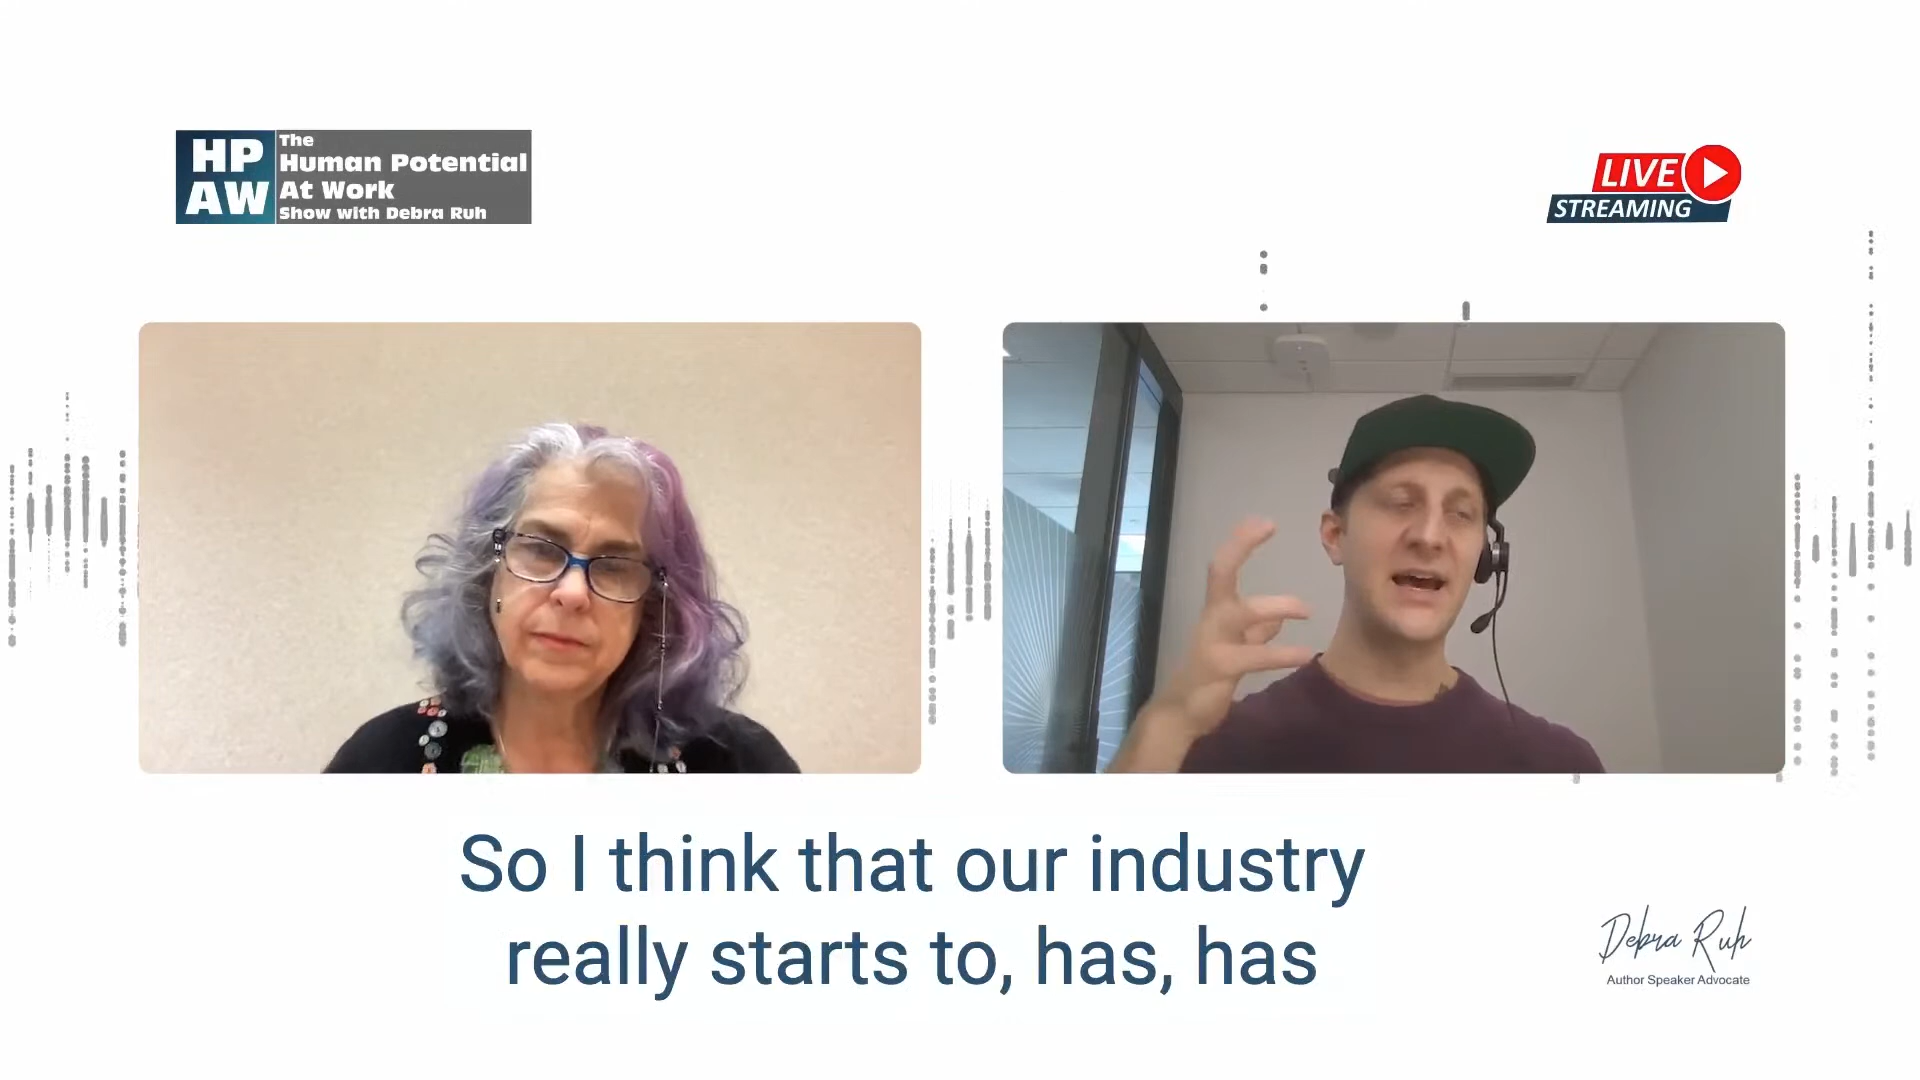 HP
AW
The
Human Potential
At Work
Show with Debra Ruh
LIVE
STREAMING
So I think that our industry
really starts to, has, has
Debra Ruh
Author Speaker Advocate